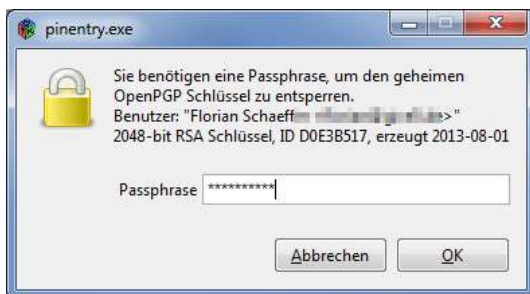 pinentry.exe
Sie benötigen eine Passphrase, um den geheimen
OpenPGP Schlüssel zu entsperren.
Benutzer: "Florian Schaeffer >"
2048-bit RSA Schlüssel, ID D0E3B517, erzeugt 2013-08-01
Passphrase **********
Abbrechen OK